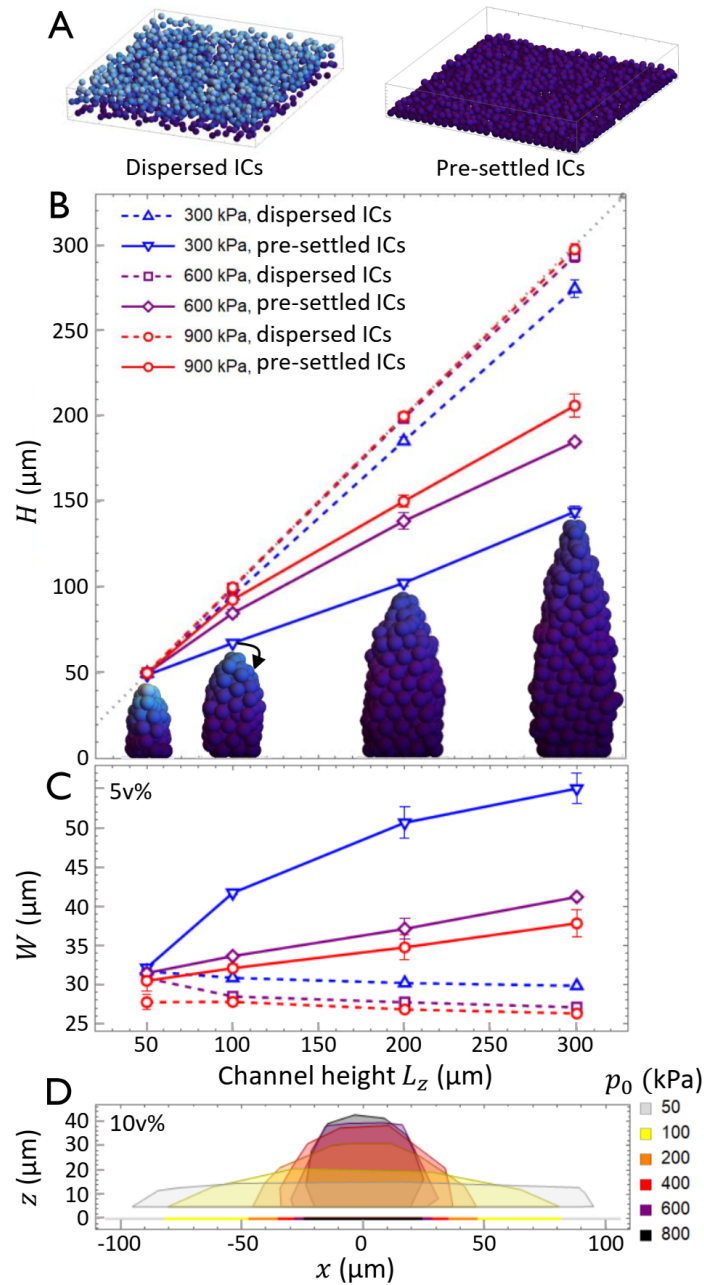 A
Dispersed ICs
Pre-settled ICs
B
300 kPa, dispersed ICs
300 kPa, pre-settled ICs
600 kPa, dispersed ICs
600 kPa, pre-settled ICs
900 kPa, dispersed ICs
900 kPa, pre-settled ICs
300
250
200
150
100
50
0
H (μm)
C
5v%
50
45
40
35
30
25
W (μm)
50 100 150 200 250 300
Channel height L_z (μm)
D
10v%
40
30
20
10
0
z (μm)
-100 -50 0 50 100
x (μm)
p_0 (kPa)
50
100
200
400
600
800